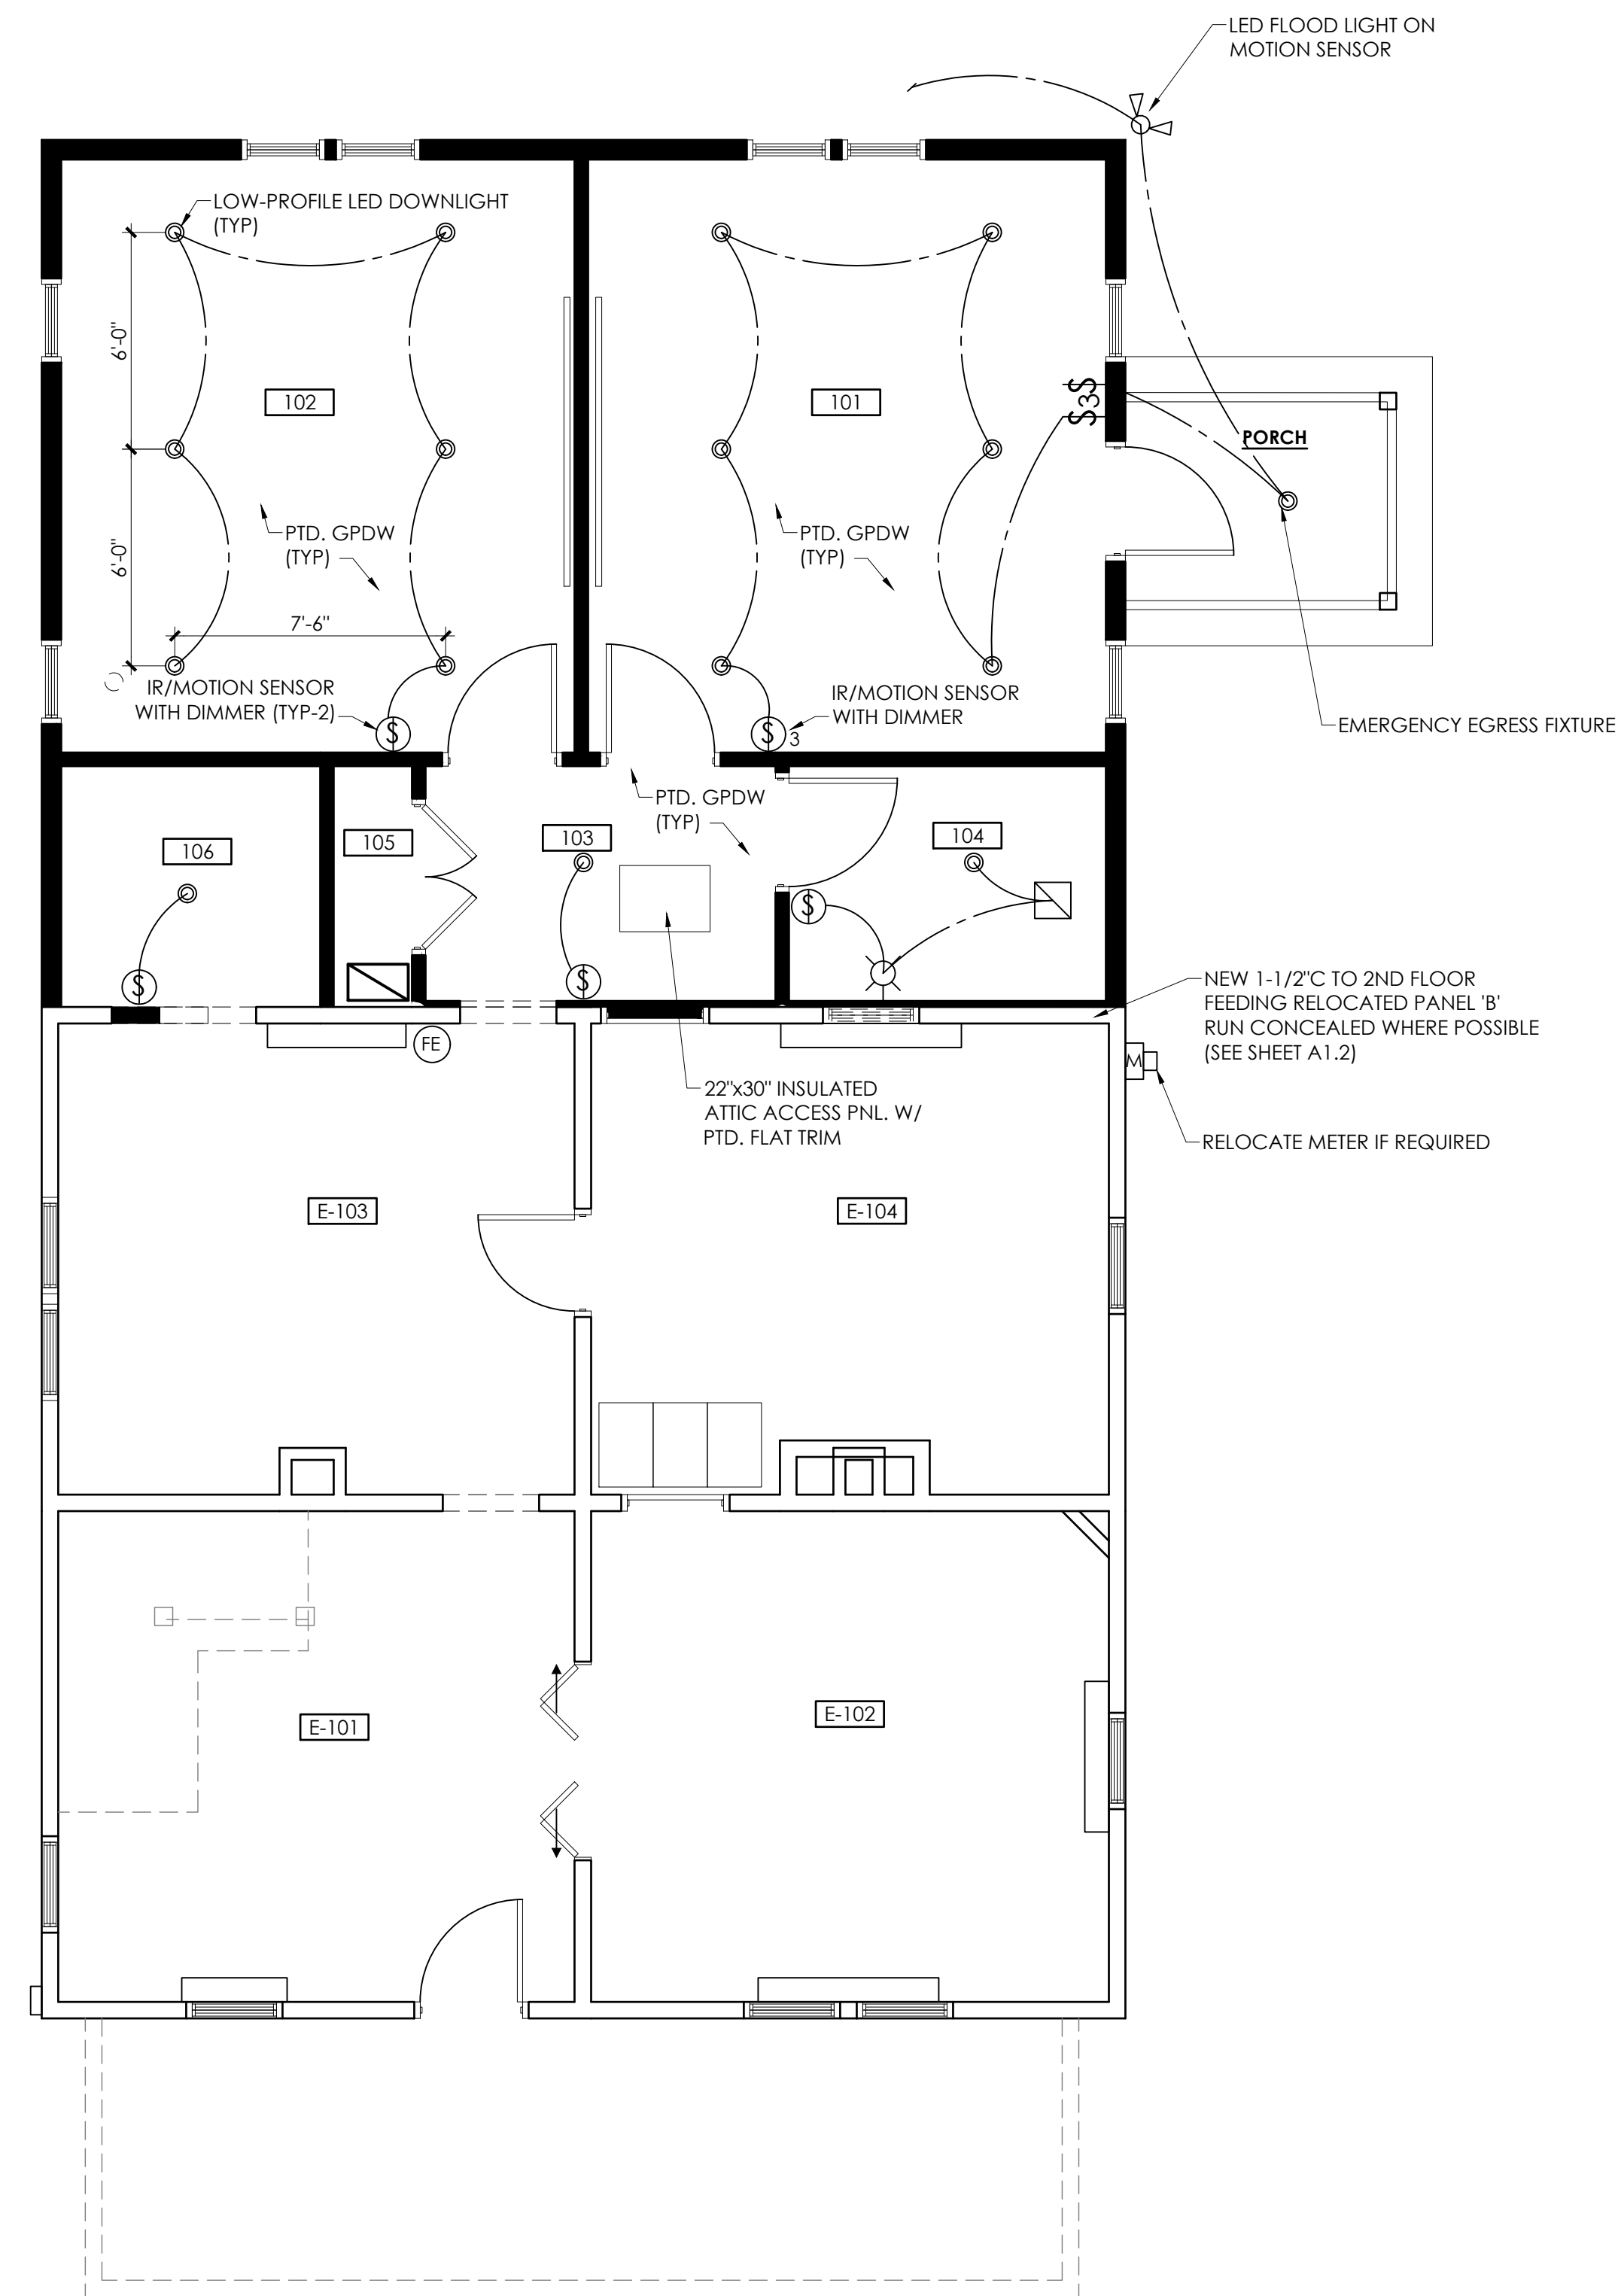 LED FLOOD LIGHT ON
MOTION SENSOR
LOW-PROFILE LED DOWNLIGHT
(TYP)
6'-0"
102
101
$3$
PORCH
PTD. GPDW
(TYP)
PTD. GPDW
(TYP)
6'-0"
7'-6"
IR/MOTION SENSOR
WITH DIMMER (TYP-2)
$
IR/MOTION SENSOR
WITH DIMMER
$ 3
EMERGENCY EGRESS FIXTURE
PTD. GPDW
(TYP)
106
105
103
104
$
$
$
NEW 1-1/2"C TO 2ND FLOOR
FEEDING RELOCATED PANEL 'B'
RUN CONCEALED WHERE POSSIBLE
(SEE SHEET A1.2)
FE
M
22"x30" INSULATED
ATTIC ACCESS PNL. W/
PTD. FLAT TRIM
RELOCATE METER IF REQUIRED
E-103
E-104
E-101
E-102